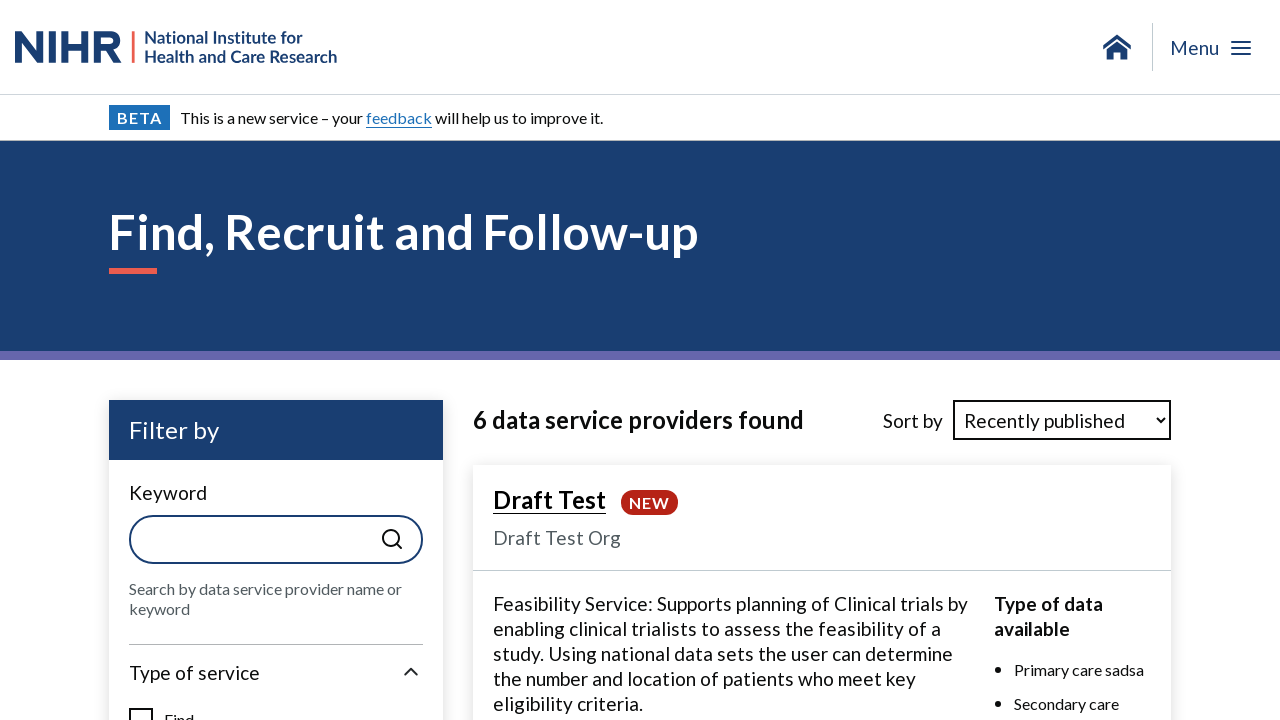 NIHR
National Institute for
Health and Care Research
Menu
BETA
This is a new service – your feedback will help us to improve it.
Find, Recruit and Follow-up
Filter by
Keyword
Search by data service provider name or
keyword
Type of service
Find
6 data service providers found
Sort by
Recently published
Draft Test
NEW
Draft Test Org
Feasibility Service: Supports planning of Clinical trials by
enabling clinical trialists to assess the feasibility of a
study. Using national data sets the user can determine
the number and location of patients who meet key
eligibility criteria.
Type of data
available
Primary care sadsa
Secondary care